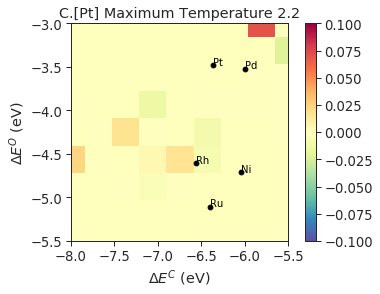 C.[Pt] Maximum Temperature 2.2
−3.0
−3.5
−4.0
−4.5
−5.0
−5.5
ΔE^O (eV)
Pt
Pd
Rh
Ni
Ru
−8.0 −7.5 −7.0 −6.5 −6.0 −5.5
ΔE^C (eV)
0.100
0.075
0.050
0.025
0.000
−0.025
−0.050
−0.075
−0.100